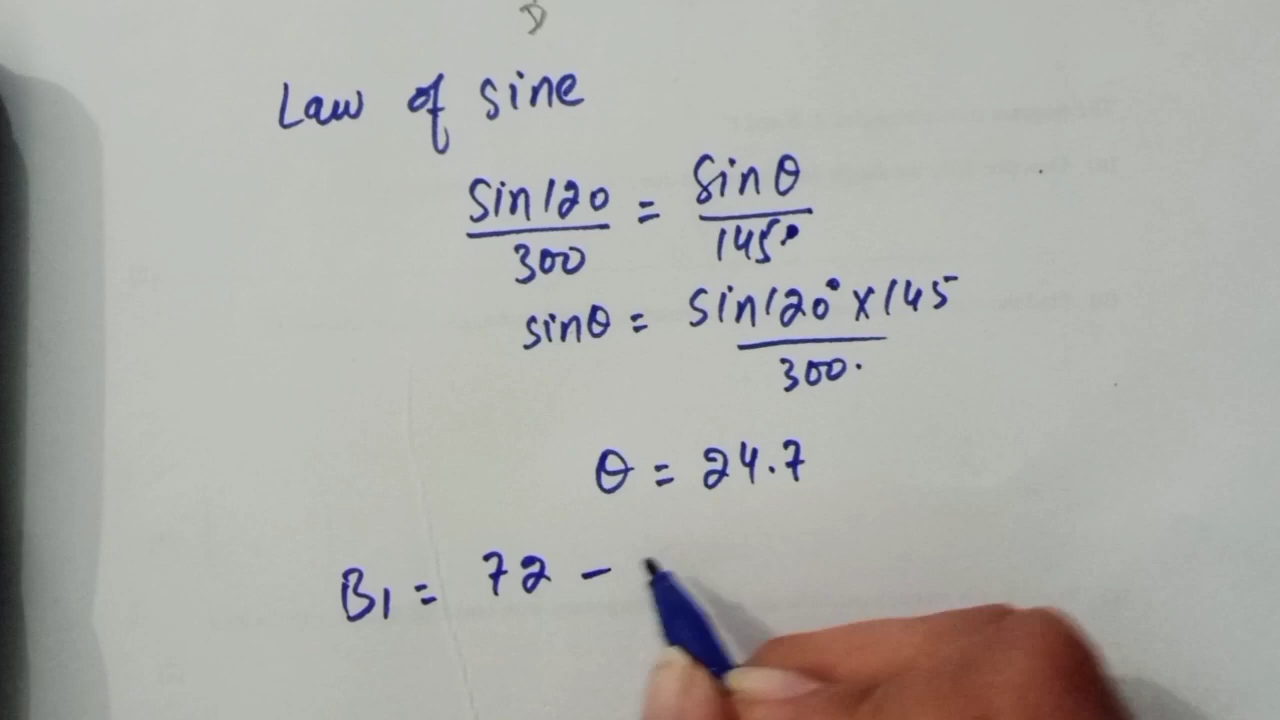 D
Law of sine
Sin120/300 = Sinθ/145°
sinθ = Sin120° x 145/300.
θ = 24.7
B1 = 72 -